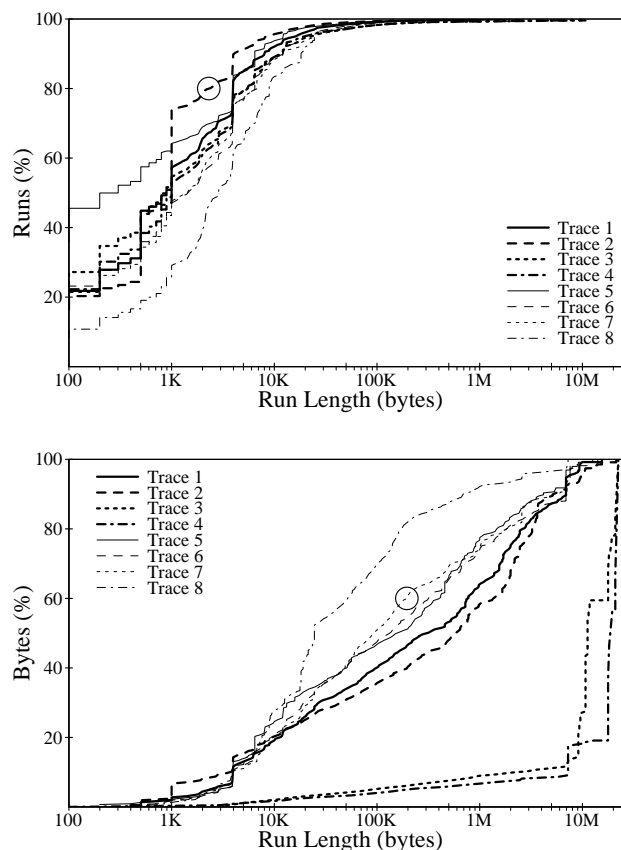 100
80
60
40
20
Runs (%)
Trace 1
Trace 2
Trace 3
Trace 4
Trace 5
Trace 6
Trace 7
Trace 8
100 1K 10K 100K 1M 10M
Run Length (bytes)
100
80
60
40
20
Bytes (%)
Trace 1
Trace 2
Trace 3
Trace 4
Trace 5
Trace 6
Trace 7
Trace 8
100 1K 10K 100K 1M 10M
Run Length (bytes)